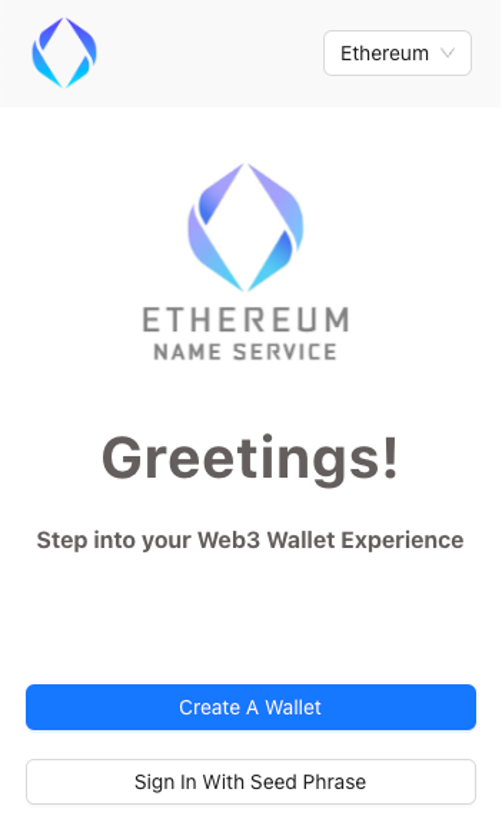 Ethereum
ETHEREUM
NAME SERVICE
Greetings!
Step into your Web3 Wallet Experience
Create A Wallet
Sign In With Seed Phrase